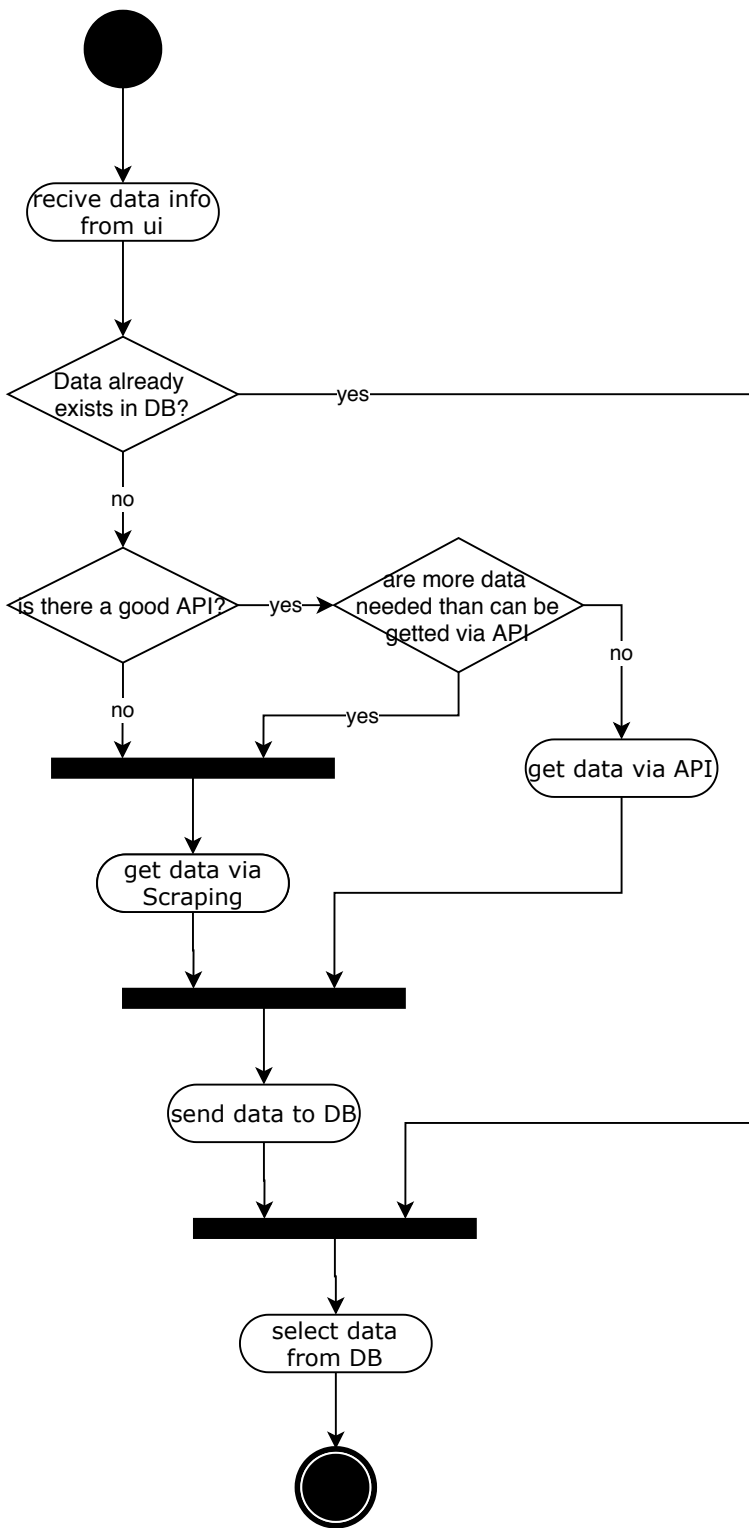 recive data info
from ui
Data already
exists in DB?
yes
no
is there a good API?
yes
are more data
needed than can be
getted via API
no
no
yes
get data via API
get data via
Scraping
send data to DB
select data
from DB